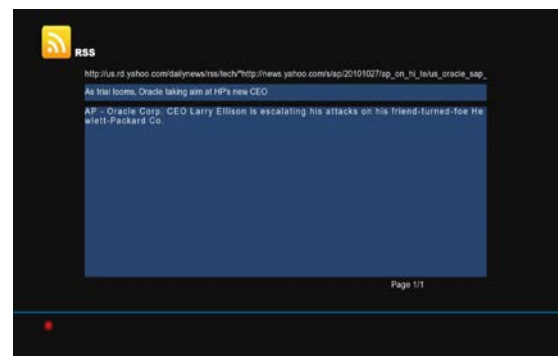 RSS
http://us.rd.yahoo.com/dailynews/rss/tech/*http://news.yahoo.com/s/ap/20101027/ap_on_hi_te/us_oracle_sap_
As trial looms, Oracle taking aim at HP's new CEO
AP - Oracle Corp. CEO Larry Ellison is escalating his attacks on his friend-turned-foe He
wlett-Packard Co.
Page 1/1